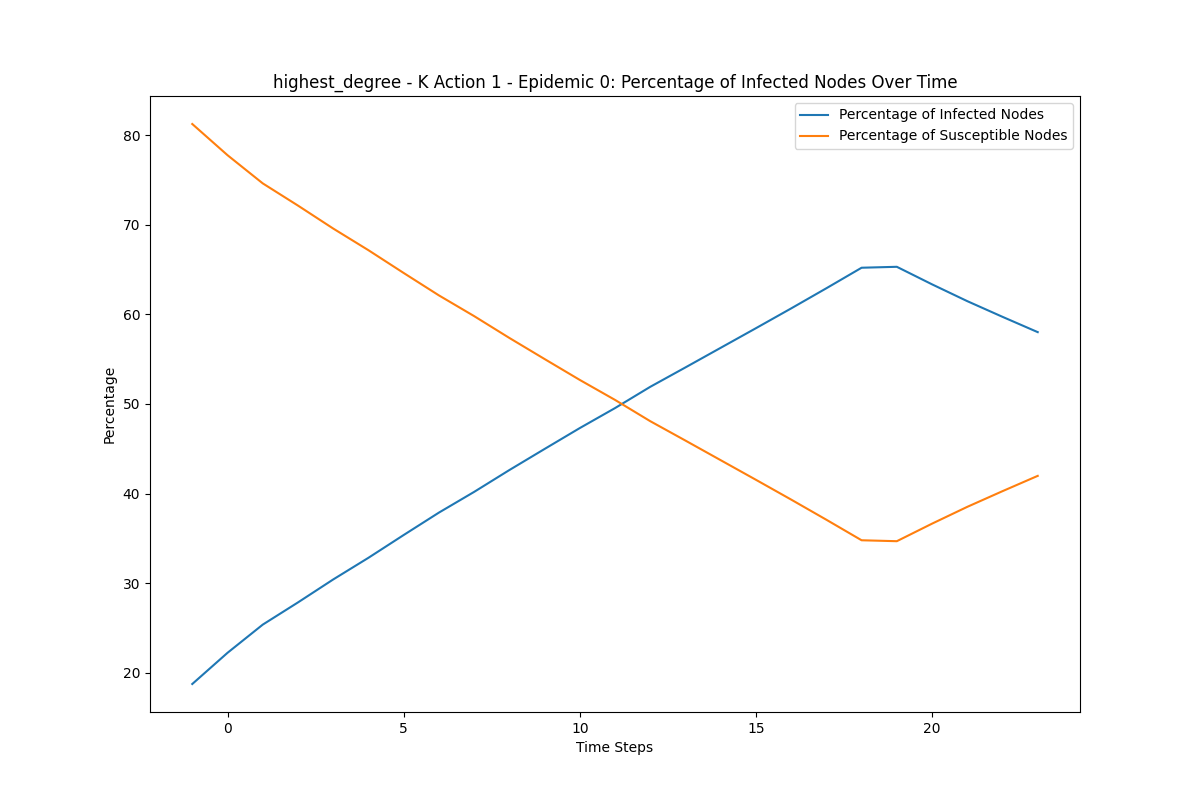 highest_degree - K Action 1 - Epidemic 0: Percentage of Infected Nodes Over Time
Percentage of Infected Nodes
Percentage of Susceptible Nodes
Percentage
80
70
60
50
40
30
20
0 5 10 15 20
Time Steps